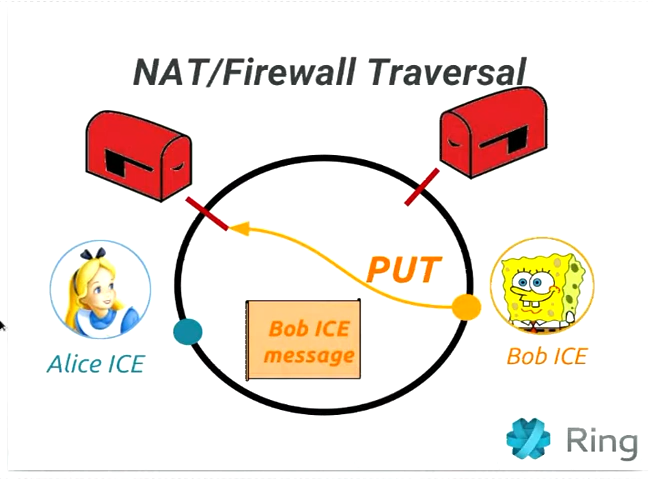 NAT/Firewall Traversal
PUT
Bob ICE
message
Alice ICE
Bob ICE
Ring